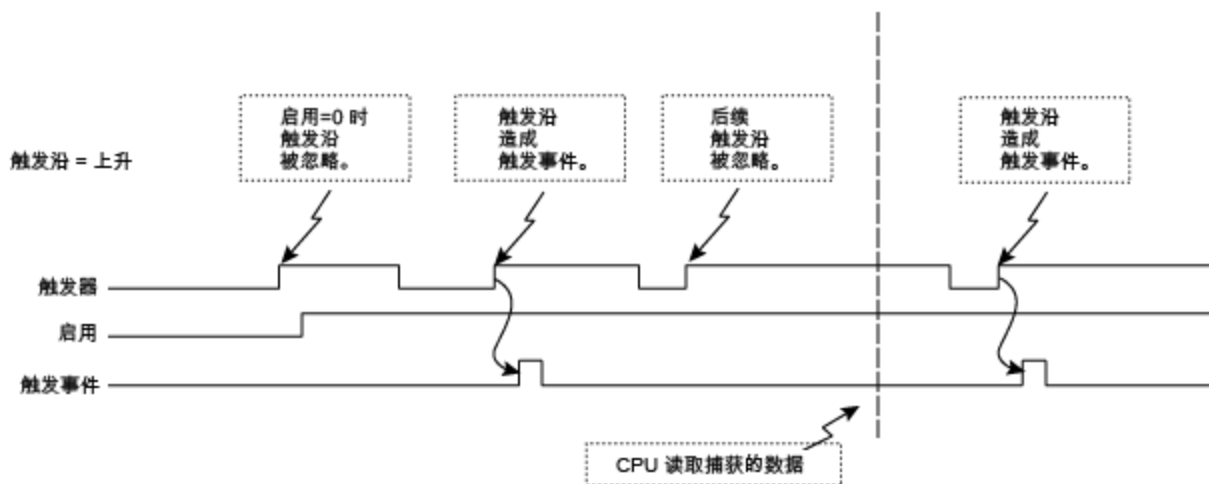 启用=0 时
触发沿
被忽略。
触发沿
造成
触发事件。
后续
触发沿
被忽略。
触发沿
造成
触发事件。
触发沿 = 上升
触发器
启用
触发事件
CPU 读取捕获的数据